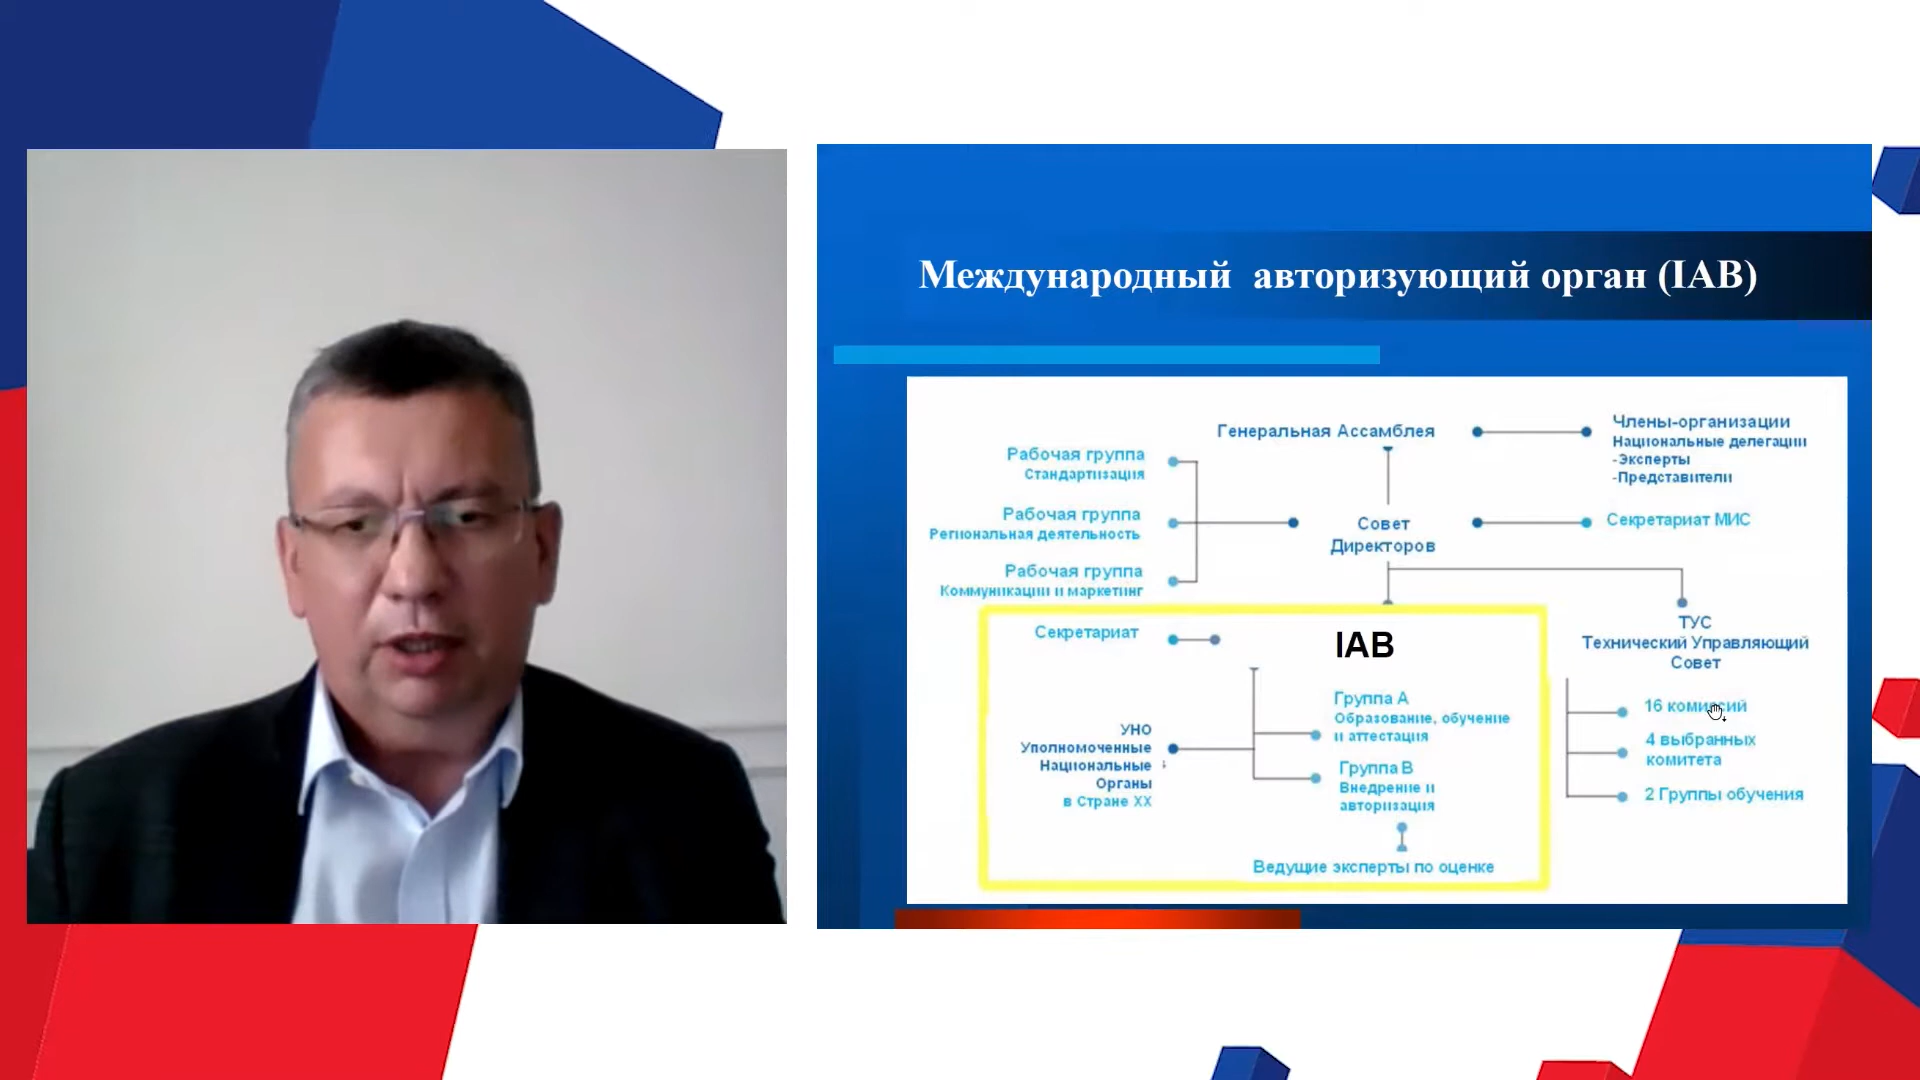 Международный авторизующий орган (IAB)
Генеральная Ассамблея
Члены-организации
Национальные делегации
-Эксперты
-Представители
Рабочая группа
Стандартизация
Рабочая группа
Региональная деятельность
Рабочая группа
Коммуникации и маркетинг
Совет
Директоров
Секретариат МИС
Секретариат
IAB
УНО
Уполномоченные
Национальные
Органы
в Стране XX
Группа А
Образование, обучение
и аттестация
Группа В
Внедрение и
авторизация
Ведущие эксперты по оценке
ТУС
Технический Управляющий
Совет
16 комиссий
4 выбранных
комитета
2 Группы обучения